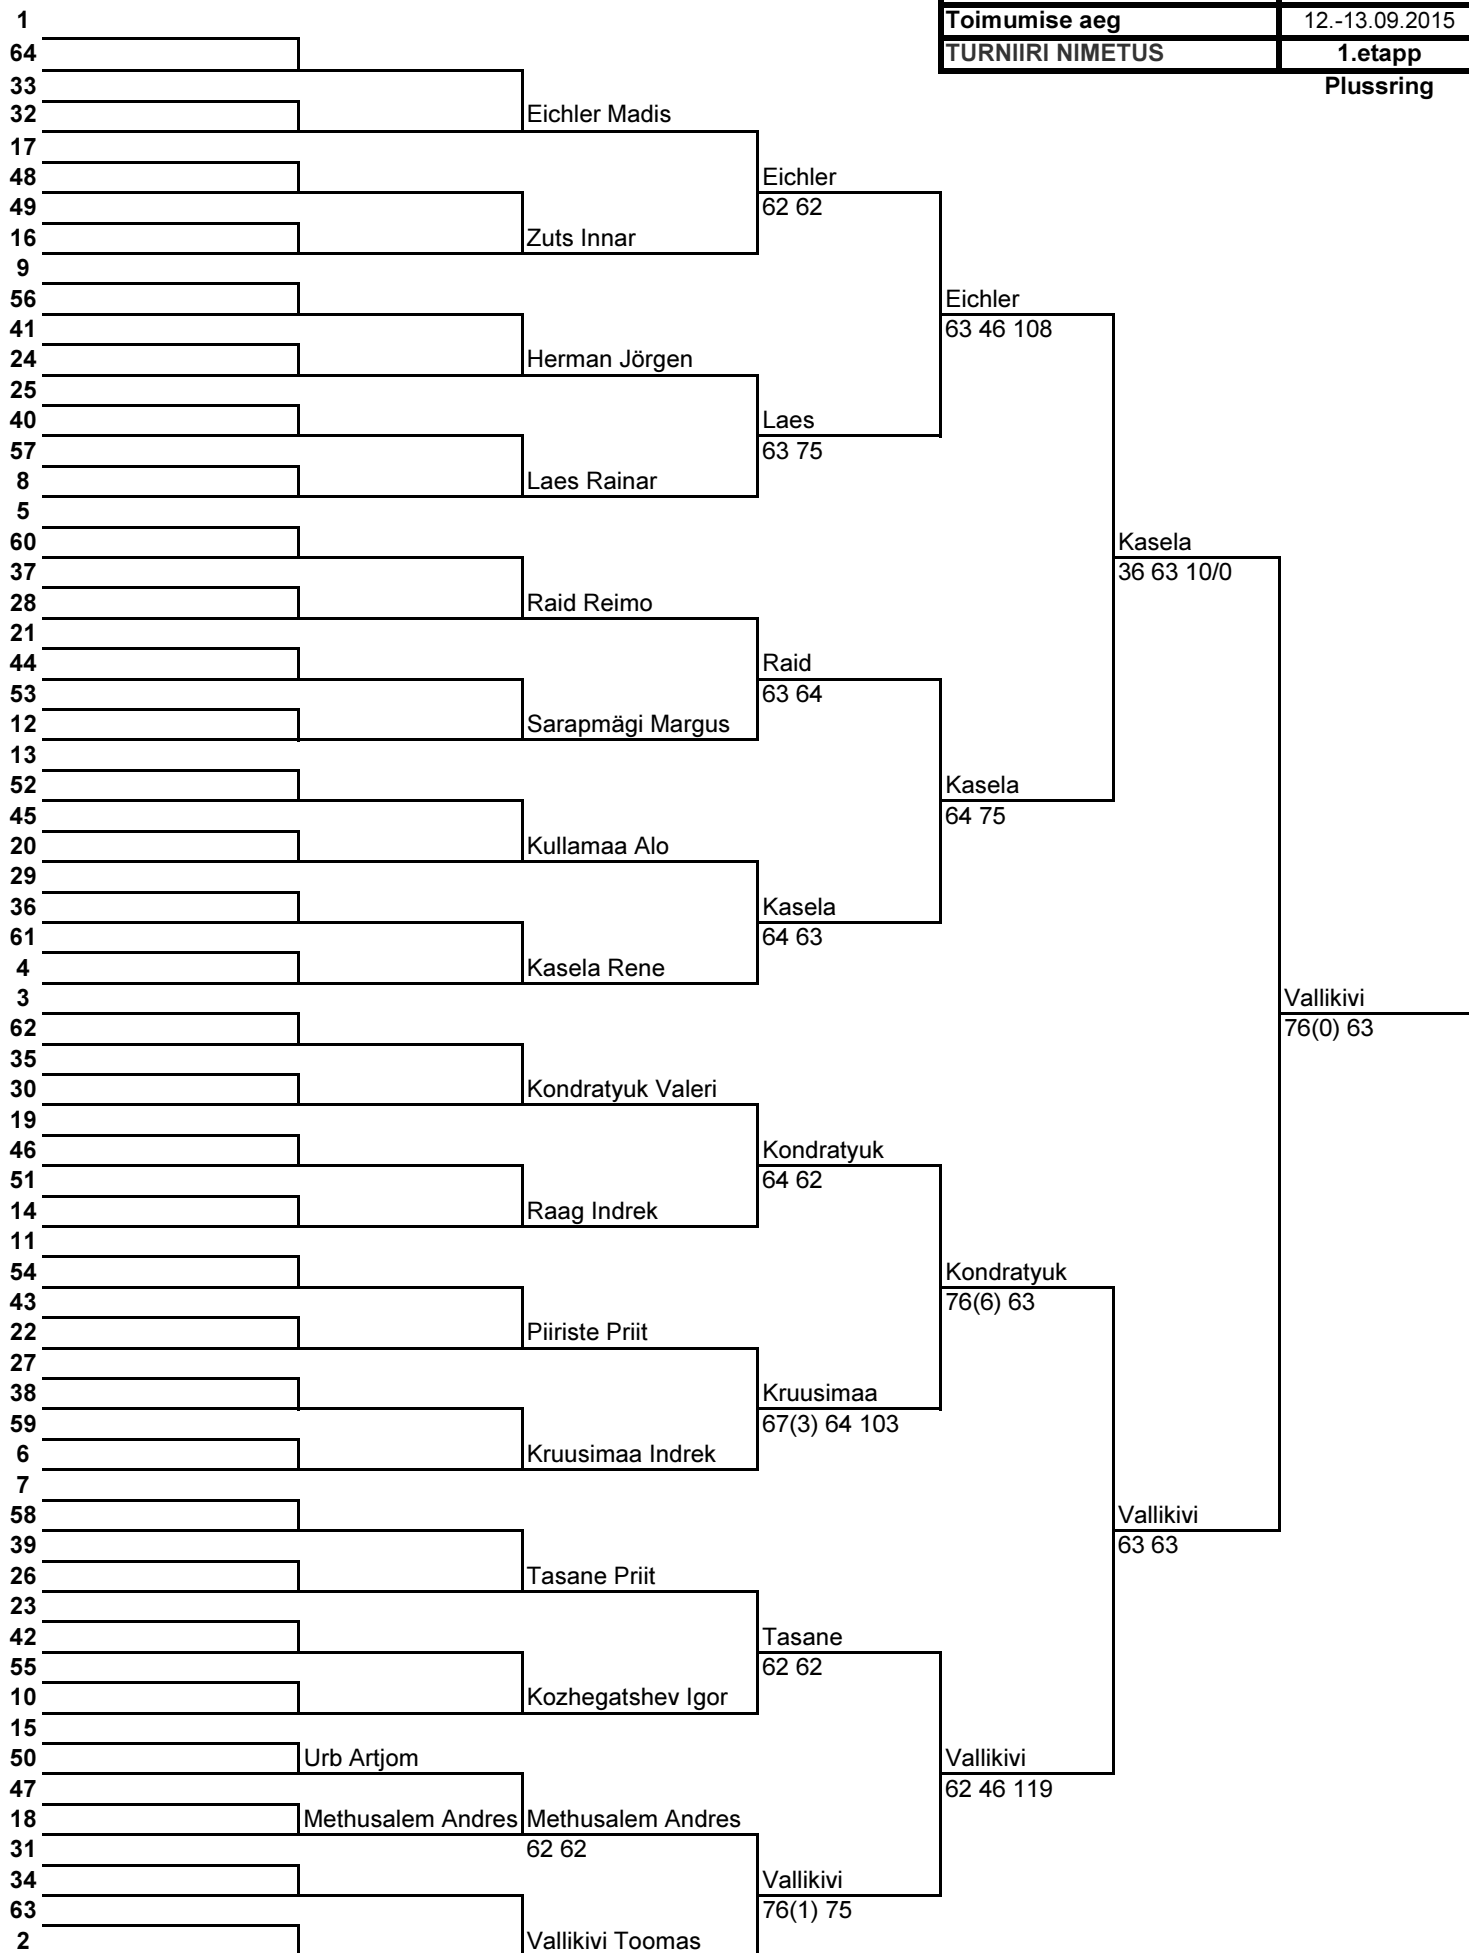 Toimumise aeg 12.-13.09.2015
TURNIIRI NIMETUS 1.etapp
Plussring
1
64
33
32 Eichler Madis
17
48 Eichler
49 62 62
16 Zuts Innar
9
56 Eichler
41 63 46 108
24 Herman Jörgen
25
40 Laes
57 63 75
8 Laes Rainar
5
60 Kasela
37 36 63 10/0
28 Raid Reimo
21
44 Raid
53 63 64
12 Sarapmägi Margus
13
52 Kasela
45 64 75
20 Kullamaa Alo
29
36 Kasela
61 64 63
4 Kasela Rene
3 Vallikivi
62 76(0) 63
35
30 Kondratyuk Valeri
19
46 Kondratyuk
51 64 62
14 Raag Indrek
11
54 Kondratyuk
43 76(6) 63
22 Piiriste Priit
27
38 Kruusimaa
59 67(3) 64 103
6 Kruusimaa Indrek
7
58 Vallikivi
39 63 63
26 Tasane Priit
23
42 Tasane
55 62 62
10 Kozhegatshev Igor
15
50 Urb Artjom Vallikivi
47 62 46 119
18 Methusalem Andres Methusalem Andres
31 62 62
34 Vallikivi
63 76(1) 75
2 Vallikivi Toomas